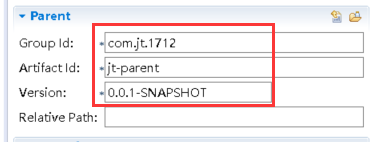 Parent
Group Id: com.jt.1712
Artifact Id: jt-parent
Version: 0.0.1-SNAPSHOT
Relative Path: